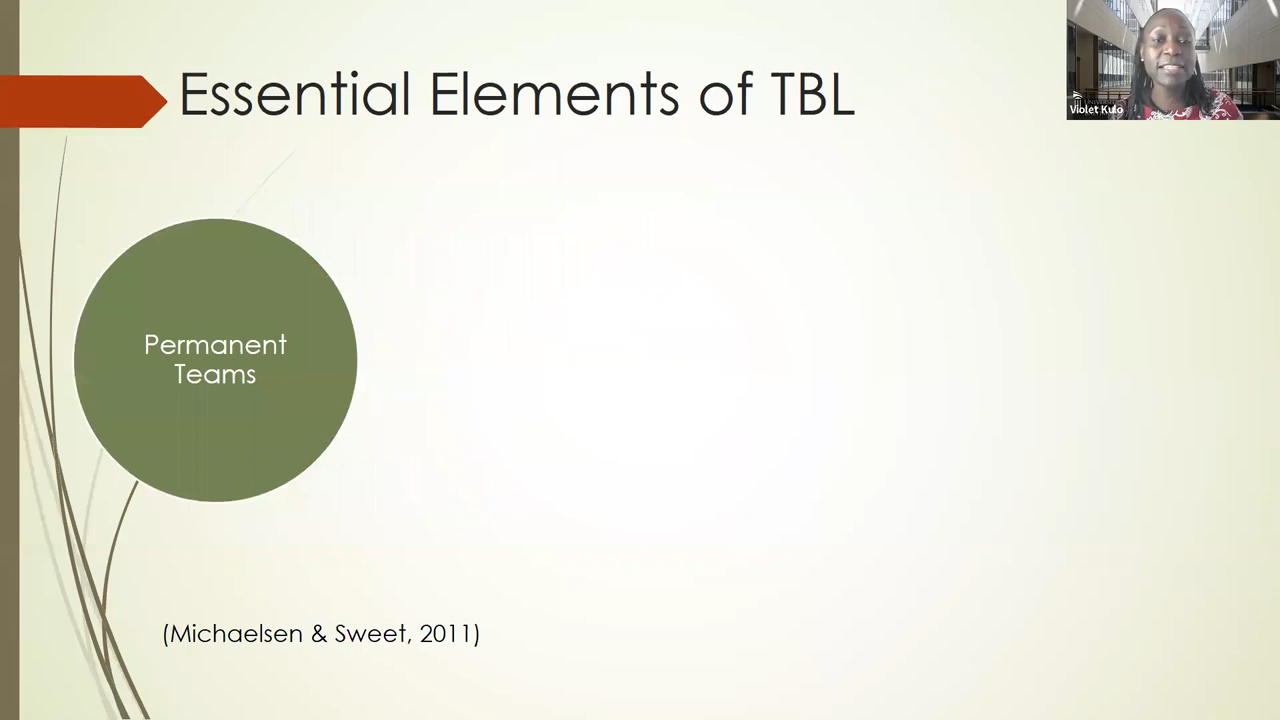 Essential Elements of TBL
Violet Kulo
Permanent
Teams
(Michaelsen & Sweet, 2011)